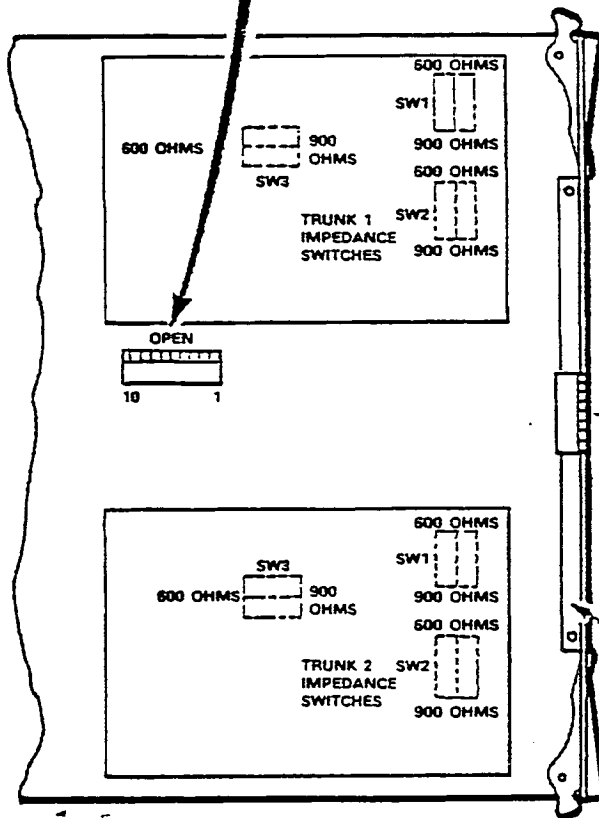 600 OHMS
SW1
900 OHMS
600 OHMS
900
OHMS
SW3
600 OHMS
SW2
900 OHMS
TRUNK 1
IMPEDANCE
SWITCHES
OPEN
10 1
600 OHMS
SW1
900 OHMS
SW3
600 OHMS
900
OHMS
600 OHMS
SW2
900 OHMS
TRUNK 2
IMPEDANCE
SWITCHES